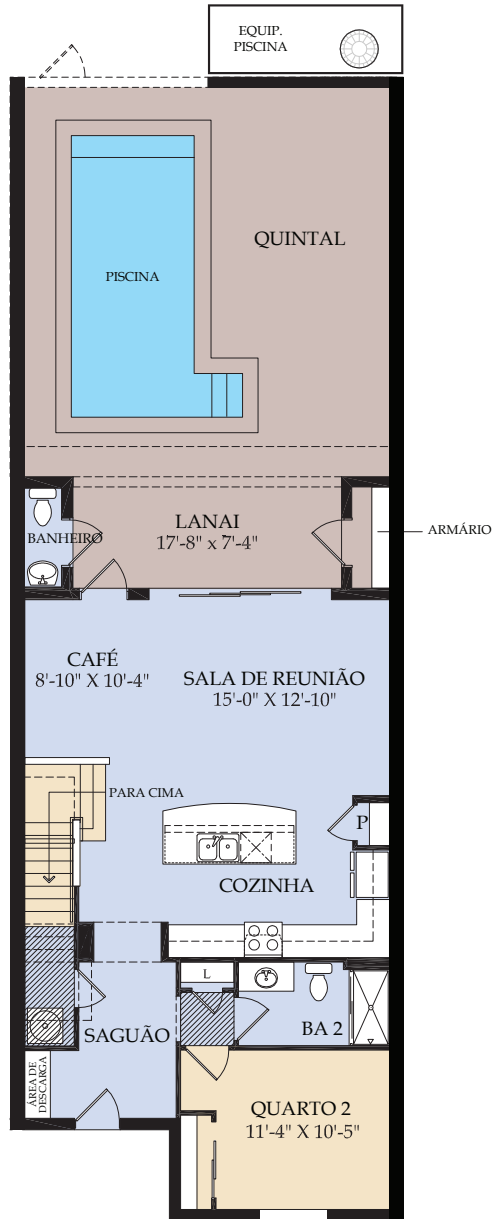 EQUIP.
PISCINA
QUINTAL
PISCINA
LANAI
17'-8" x 7'-4"
BANHEIRO
ARMÁRIO
CAFÉ
8'-10" X 10'-4"
SALA DE REUNIÃO
15'-0" X 12'-10"
PARA CIMA
P
COZINHA
L
BA 2
SAGUÃO
ÁREA DE
DESCARGA
QUARTO 2
11'-4" X 10'-5"